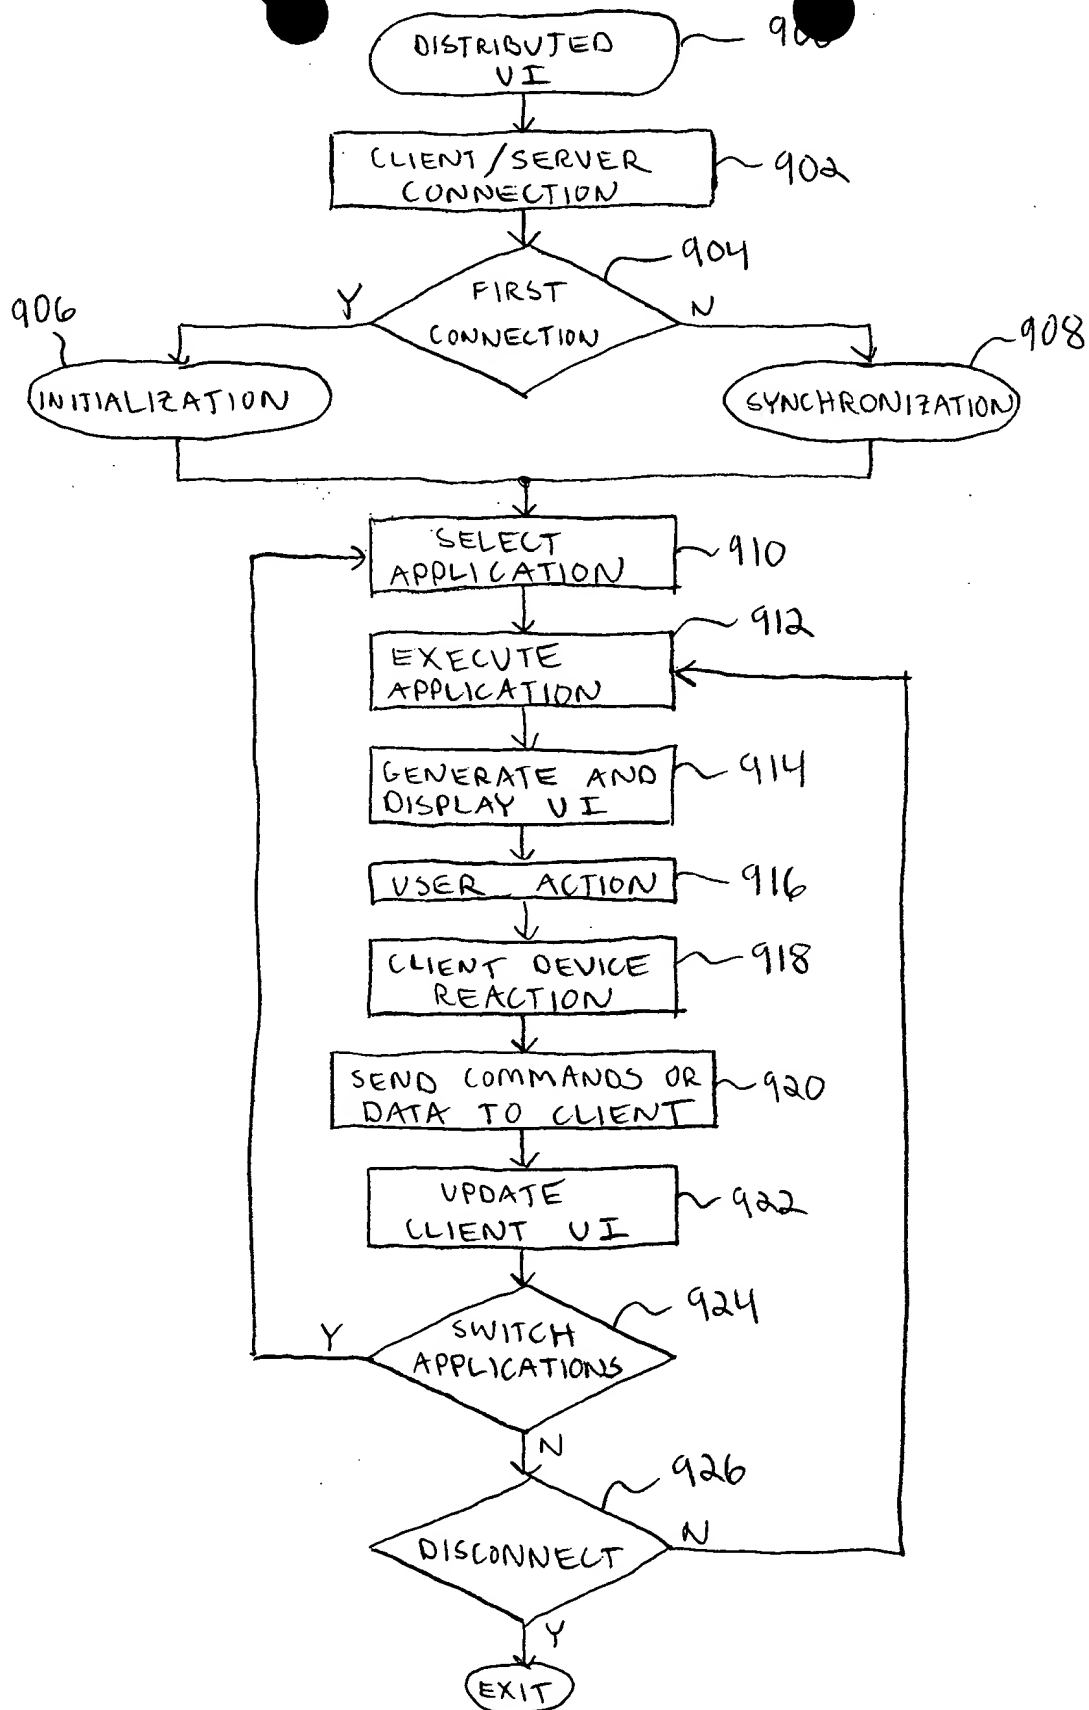 DISTRIBUTED
UI
CLIENT/SERVER
CONNECTION
902
904
FIRST
CONNECTION
Y
N
906
908
INITIALIZATION
SYNCHRONIZATION
SELECT
APPLICATION
910
912
EXECUTE
APPLICATION
GENERATE AND
DISPLAY UI
914
USER ACTION
916
CLIENT DEVICE
REACTION
918
SEND COMMANDS OR
DATA TO CLIENT
920
UPDATE
CLIENT UI
922
924
SWITCH
APPLICATIONS
Y
N
926
DISCONNECT
N
Y
EXIT